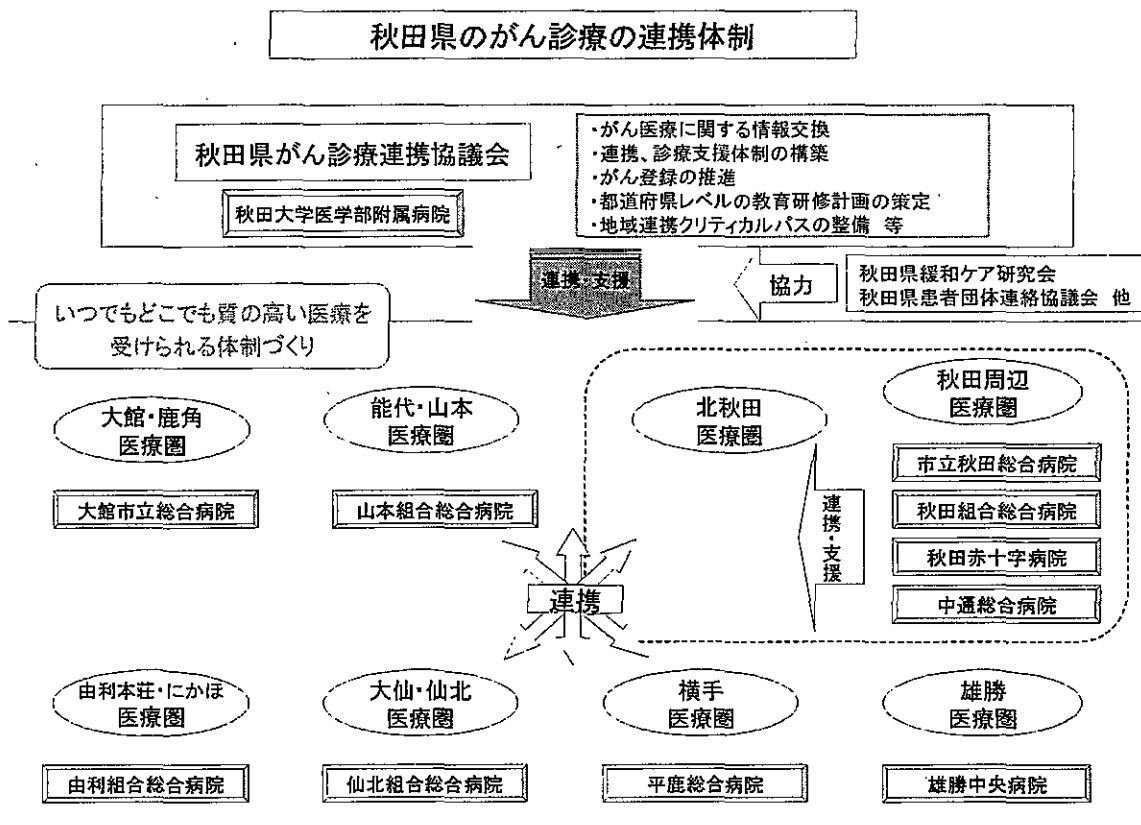 秋田県のがん診療の連携体制
秋田県がん診療連携協議会
秋田大学医学部附属病院
・がん医療に関する情報交換
・連携、診療支援体制の構築
・がん登録の推進
・都道府県レベルの教育研修計画の策定
・地域連携クリティカルパスの整備 等
連携・支援
協力
秋田県緩和ケア研究会
秋田県患者団体連絡協議会 他
いつでもどこでも質の高い医療を
受けられる体制づくり
大館・鹿角
医療圏
大館市立総合病院
能代・山本
医療圏
山本組合総合病院
北秋田
医療圏
秋田周辺
医療圏
市立秋田総合病院
秋田組合総合病院
秋田赤十字病院
中通総合病院
連携・支援
連携
由利本荘・にかほ
医療圏
由利組合総合病院
大仙・仙北
医療圏
仙北組合総合病院
横手
医療圏
平鹿総合病院
雄勝
医療圏
雄勝中央病院